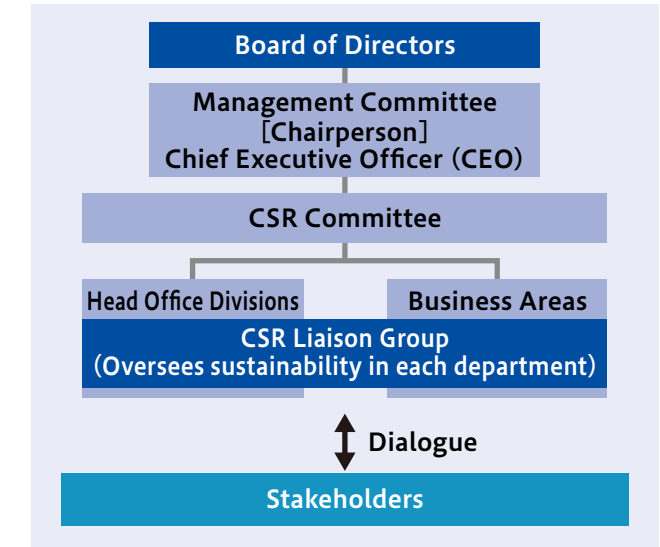 Board of Directors
Management Committee
[Chairperson]
Chief Executive Officer (CEO)
CSR Committee
Head Office Divisions
Business Areas
CSR Liaison Group
(Oversees sustainability in each department)
Dialogue
Stakeholders